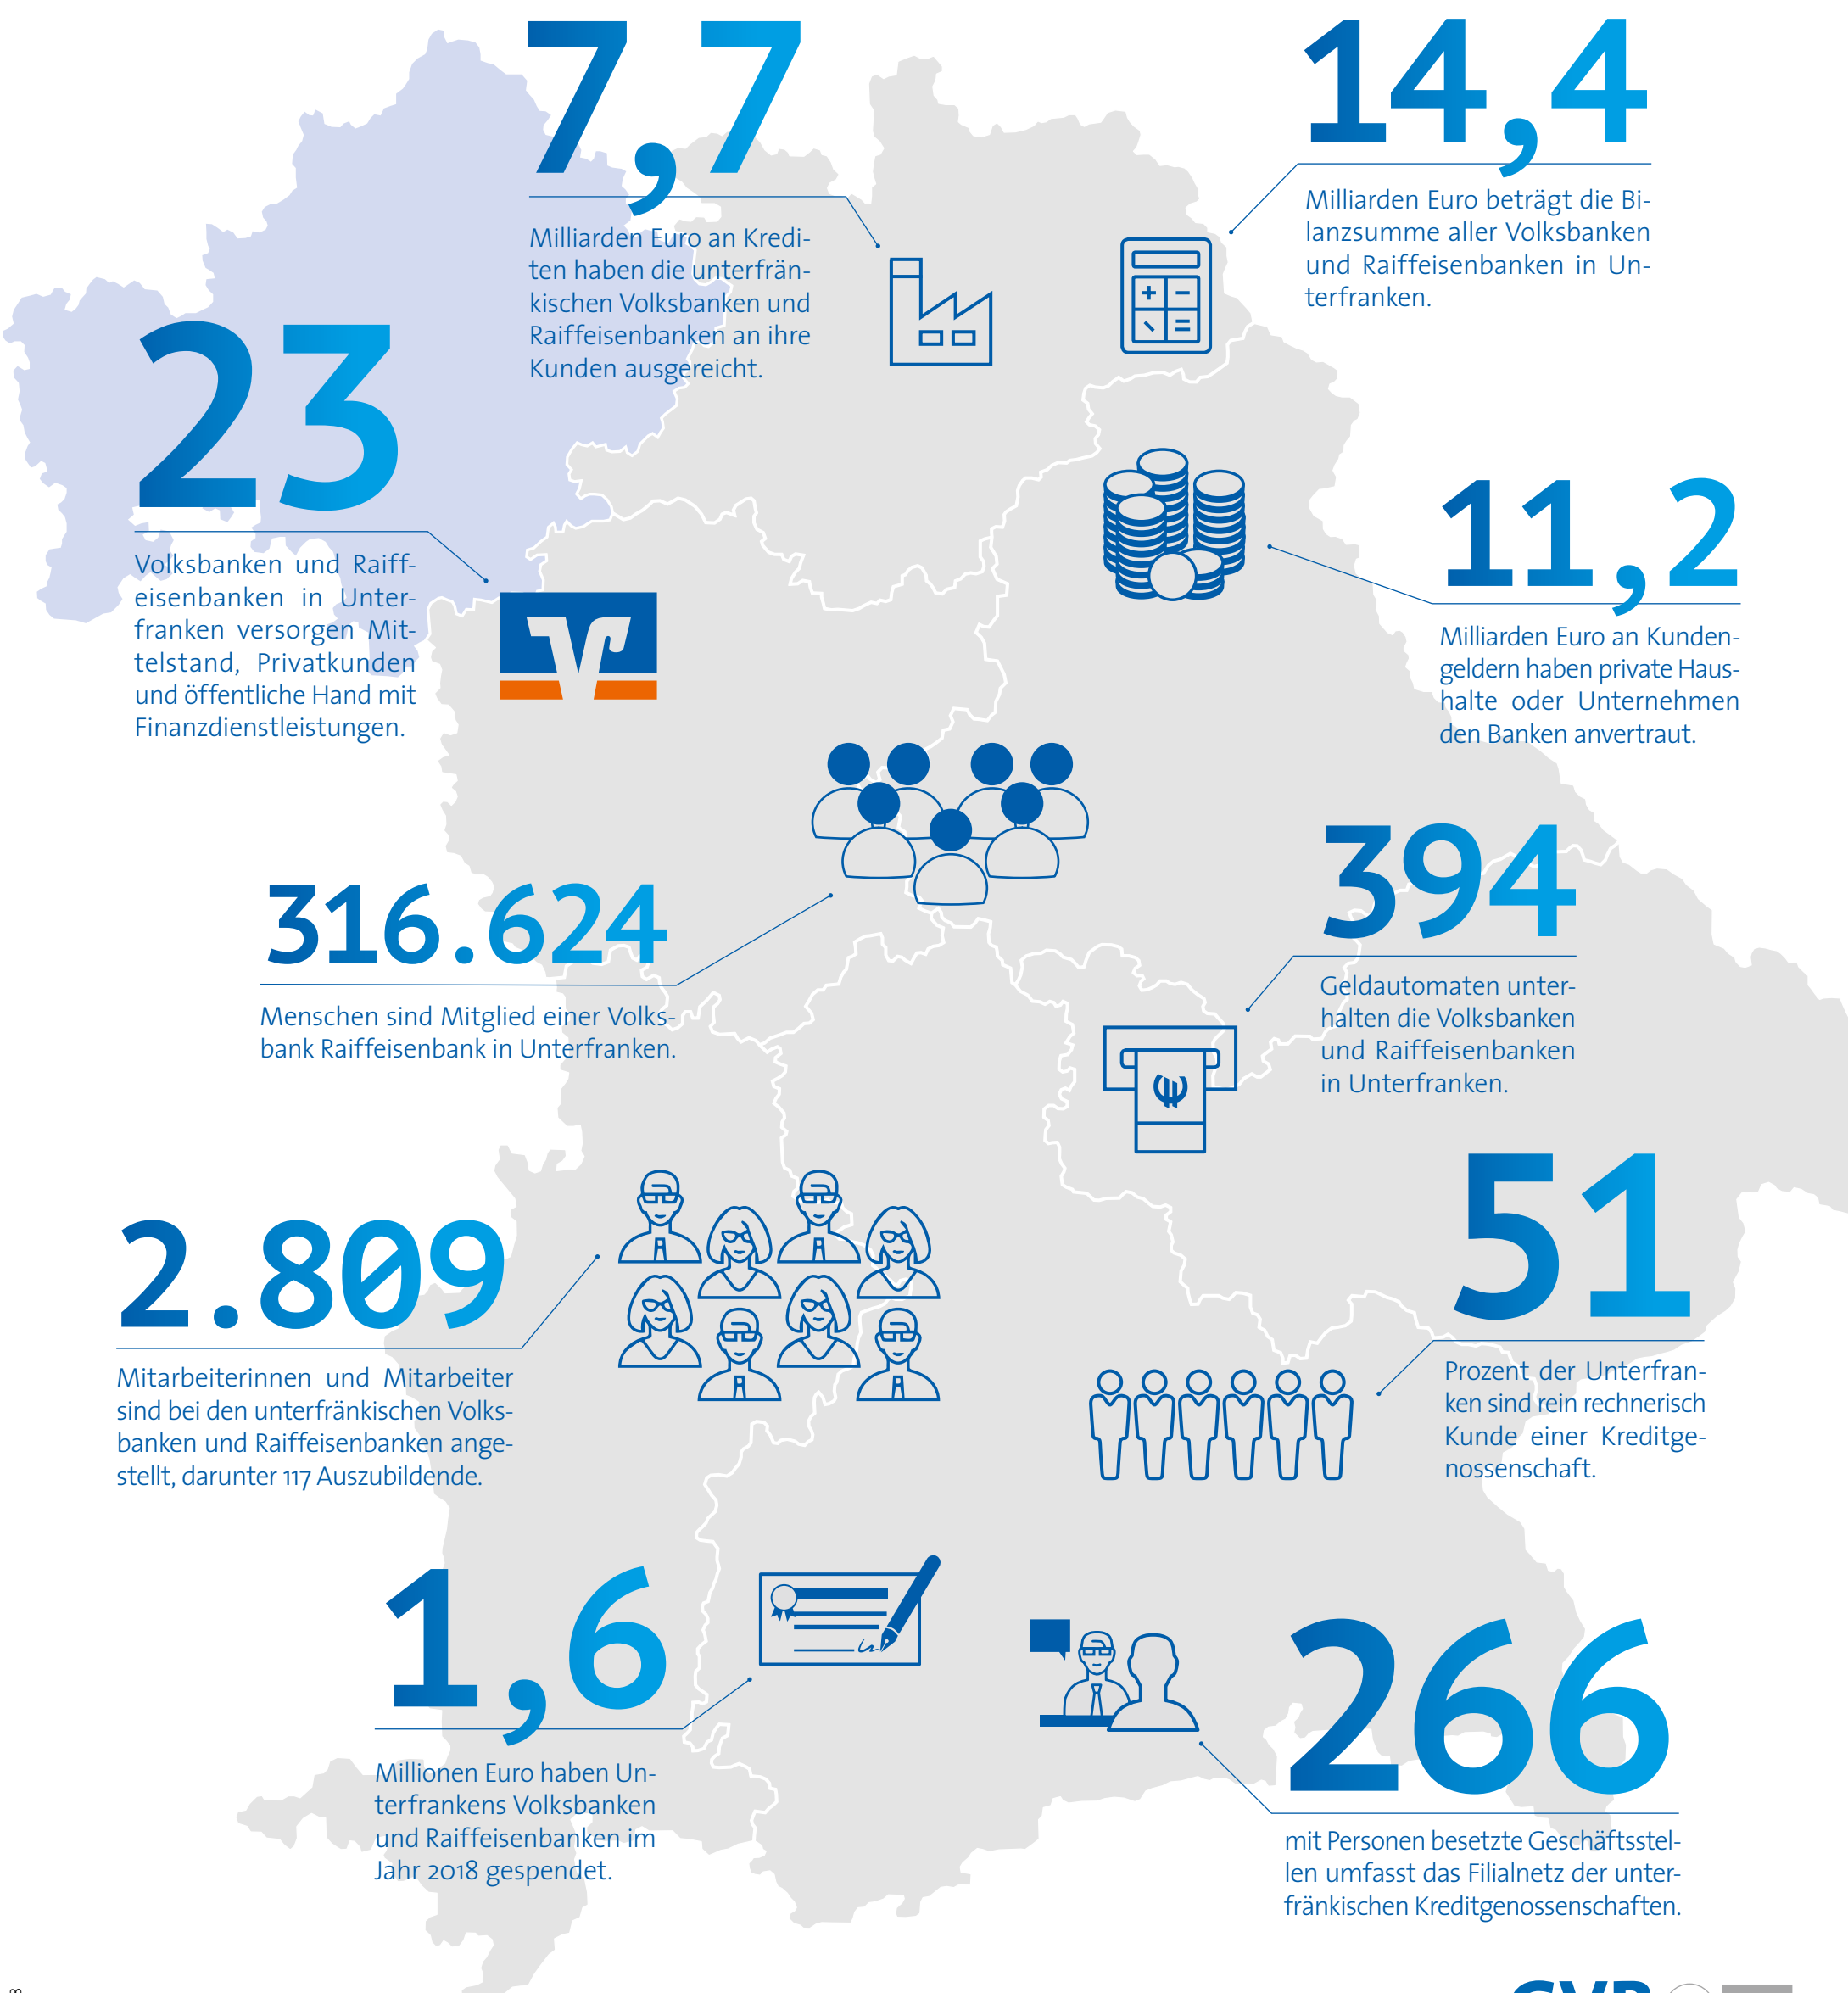 7,7
Milliarden Euro an Kredi-
ten haben die unterfrän-
kischen Volksbanken und
Raiffeisenbanken an ihre
Kunden ausgereicht.
14,4
Milliarden Euro beträgt die Bi-
lanzsumme aller Volksbanken
und Raiffeisenbanken in Un-
terfranken.
23
Volksbanken und Raiff-
eisenbanken in Unter-
franken versorgen Mit-
telstand, Privatkunden
und öffentliche Hand mit
Finanzdienstleistungen.
11,2
Milliarden Euro an Kunden-
geldern haben private Haus-
halte oder Unternehmen
den Banken anvertraut.
316.624
Menschen sind Mitglied einer Volks-
bank Raiffeisenbank in Unterfranken.
394
Geldautomaten unter-
halten die Volksbanken
und Raiffeisenbanken
in Unterfranken.
2.809
Mitarbeiterinnen und Mitarbeiter
sind bei den unterfränkischen Volks-
banken und Raiffeisenbanken ange-
stellt, darunter 117 Auszubildende.
51
Prozent der Unterfran-
ken sind rein rechnerisch
Kunde einer Kreditge-
nossenschaft.
1,6
Millionen Euro haben Un-
terfrankens Volksbanken
und Raiffeisenbanken im
Jahr 2018 gespendet.
266
mit Personen besetzte Geschäftsstel-
len umfasst das Filialnetz der unter-
fränkischen Kreditgenossenschaften.
GVB